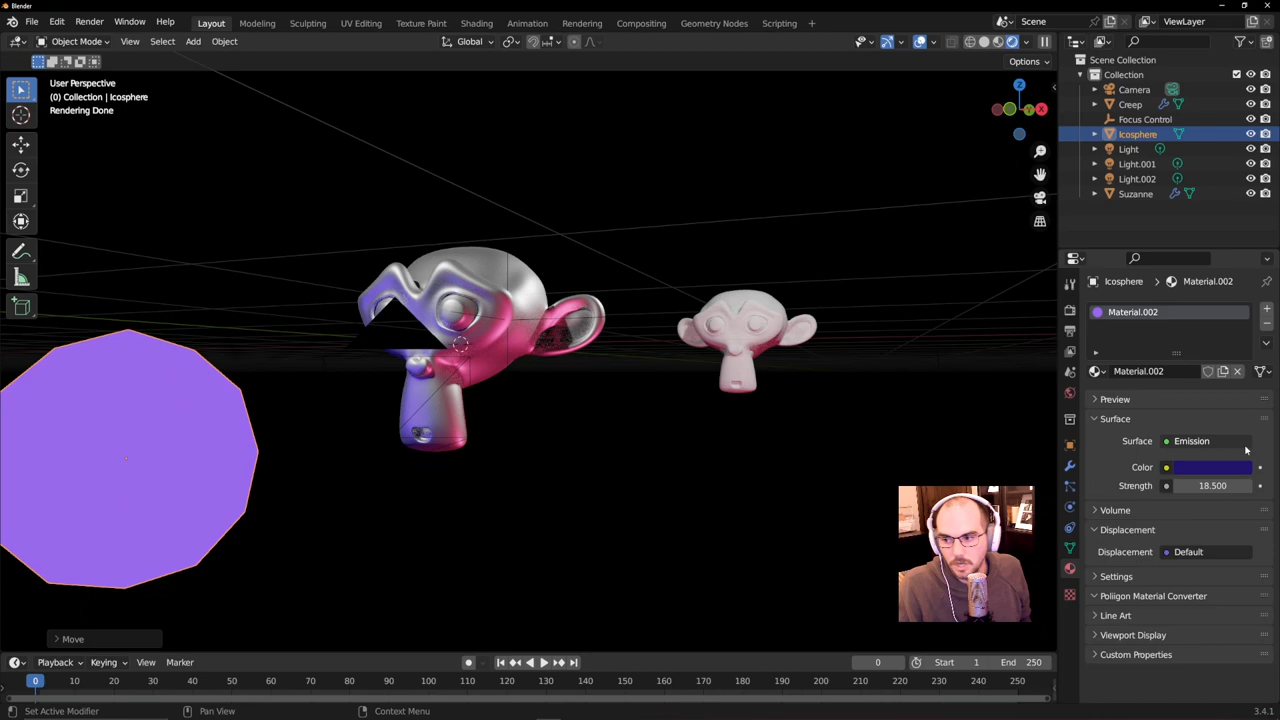 Blender
File Edit Render Window Help Layout Modeling Sculpting UV Editing Texture Paint Shading Animation Rendering Compositing Geometry Nodes Scripting + Scene ViewLayer
Object Mode View Select Add Object Global
Options
User Perspective
(0) Collection | Icosphere
Rendering Done
Z
Y
X
Scene Collection
Collection
Camera
Creep
Focus Control
Icosphere
Light
Light.001
Light.002
Suzanne
Icosphere > Material.002
Material.002
Material.002
Preview
Surface
Surface Emission
Color
Strength 18.500
Volume
Displacement
Displacement Default
Settings
Poliigon Material Converter
Line Art
Viewport Display
Custom Properties
Move
Playback Keying View Marker 0 Start 1 End 250
0 10 20 30 40 50 60 70 80 90 100 110 120 130 140 150 160 170 180 190 200 210 220 230 240 250
Set Active Modifier Pan View Context Menu 3.4.1